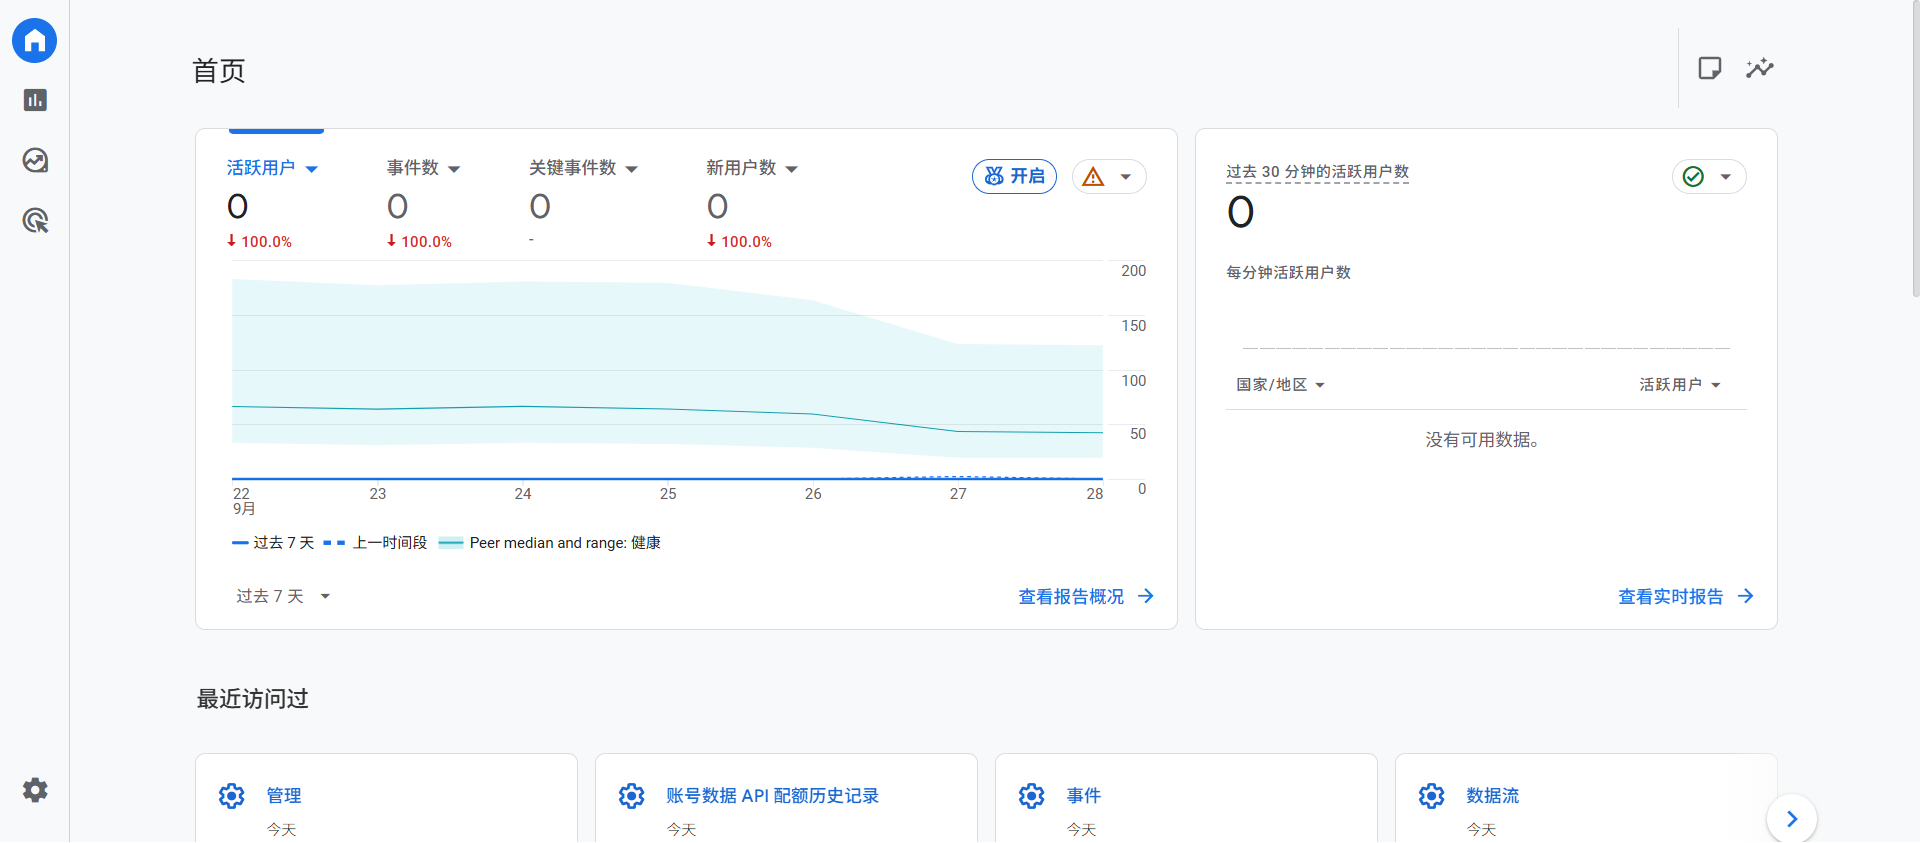 首页
活跃用户
事件数
关键事件数
新用户数
开启
0
0
0
0
100.0%
100.0%
-
100.0%
200
150
100
50
0
22
23
24
25
26
27
28
9月
过去 7 天
上一时间段
Peer median and range: 健康
过去 7 天
查看报告概况
过去 30 分钟的活跃用户数
0
每分钟活跃用户数
国家/地区
活跃用户
没有可用数据。
查看实时报告
最近访问过
管理
今天
账号数据 API 配额历史记录
今天
事件
今天
数据流
今天